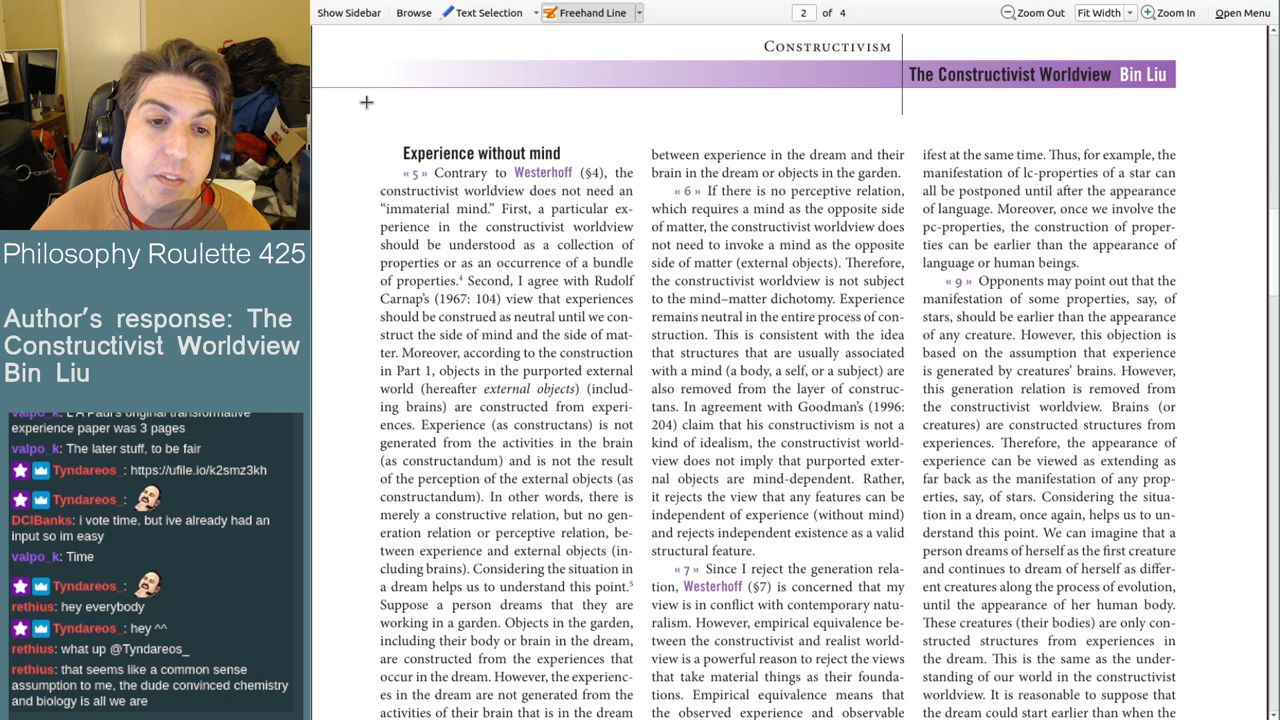 Show Sidebar Browse Text Selection Freehand Line 2 of 4 Zoom Out Fit Width Zoom In Open Menu
Constructivism
The Constructivist Worldview Bin Liu
Experience without mind
« 5 » Contrary to Westerhoff (§4), the
constructivist worldview does not need an
“immaterial mind.” First, a particular ex-
perience in the constructivist worldview
should be understood as a collection of
properties or as an occurrence of a bundle
of properties.4 Second, I agree with Rudolf
Carnap’s (1967: 104) view that experiences
should be construed as neutral until we con-
struct the side of mind and the side of mat-
ter. Moreover, according to the construction
in Part 1, objects in the purported external
world (hereafter external objects) (includ-
ing brains) are constructed from experi-
ences. Experience (as constructans) is not
generated from the activities in the brain
(as constructandum) and is not the result
of the perception of the external objects (as
constructandum). In other words, there is
merely a constructive relation, but no gen-
eration relation or perceptive relation, be-
tween experience and external objects (in-
cluding brains). Considering the situation in
a dream helps us to understand this point.5
Suppose a person dreams that they are
working in a garden. Objects in the garden,
including their body or brain in the dream,
are constructed from the experiences that
occur in the dream. However, the experienc-
es in the dream are not generated from the
activities of their brain that is in the dream
between experience in the dream and their
brain in the dream or objects in the garden.
« 6 » If there is no perceptive relation,
which requires a mind as the opposite side
of matter, the constructivist worldview does
not need to invoke a mind as the opposite
side of matter (external objects). Therefore,
the constructivist worldview is not subject
to the mind–matter dichotomy. Experience
remains neutral in the entire process of con-
struction. This is consistent with the idea
that structures that are usually associated
with a mind (a body, a self, or a subject) are
also removed from the layer of construc-
tans. In agreement with Goodman’s (1996:
204) claim that his constructivism is not a
kind of idealism, the constructivist world-
view does not imply that purported exter-
nal objects are mind-dependent. Rather,
it rejects the view that any features can be
independent of experience (without mind)
and rejects independent existence as a valid
structural feature.
« 7 » Since I reject the generation rela-
tion, Westerhoff (§7) is concerned that my
view is in conflict with contemporary natu-
ralism. However, empirical equivalence be-
tween the constructivist and realist world-
view is a powerful reason to reject the views
that take material things as their founda-
tions. Empirical equivalence means that
the observed experience and observable
ifest at the same time. Thus, for example, the
manifestation of lc-properties of a star can
all be postponed until after the appearance
of language. Moreover, once we involve the
pc-properties, the construction of proper-
ties can be earlier than the appearance of
language or human beings.
« 9 » Opponents may point out that the
manifestation of some properties, say, of
stars, should be earlier than the appearance
of any creature. However, this objection is
based on the assumption that experience
is generated by creatures’ brains. However,
this generation relation is removed from
the constructivist worldview. Brains (or
creatures) are constructed structures from
experiences. Therefore, the appearance of
experience can be viewed as extending as
far back as the manifestation of any prop-
erties, say, of stars. Considering the situa-
tion in a dream, once again, helps us to un-
derstand this point. We can imagine that a
person dreams of herself as the first creature
and continues to dream of herself as differ-
ent creatures along the process of evolution,
until the appearance of her human body.
These creatures (their bodies) are only con-
structed structures from experiences in
the dream. This is the same as the under-
standing of our world in the constructivist
worldview. It is reasonable to suppose that
the dream could start earlier than when the
Philosophy Roulette 425
Author's response: The
Constructivist Worldview
Bin Liu
valpo_k: L A Paul's original transformative
experience paper was 3 pages
valpo_k: The later stuff, to be fair
Tyndareos_: https://ufile.io/k2smz3kh
Tyndareos_:
DCIBanks: i vote time, but ive already had an
input so im easy
valpo_k: Time
Tyndareos_:
rethius: hey everybody
Tyndareos_: hey ^^
rethius: what up @Tyndareos_
rethius: that seems like a common sense
assumption to me, the dude convinced chemistry
and biology is all we are